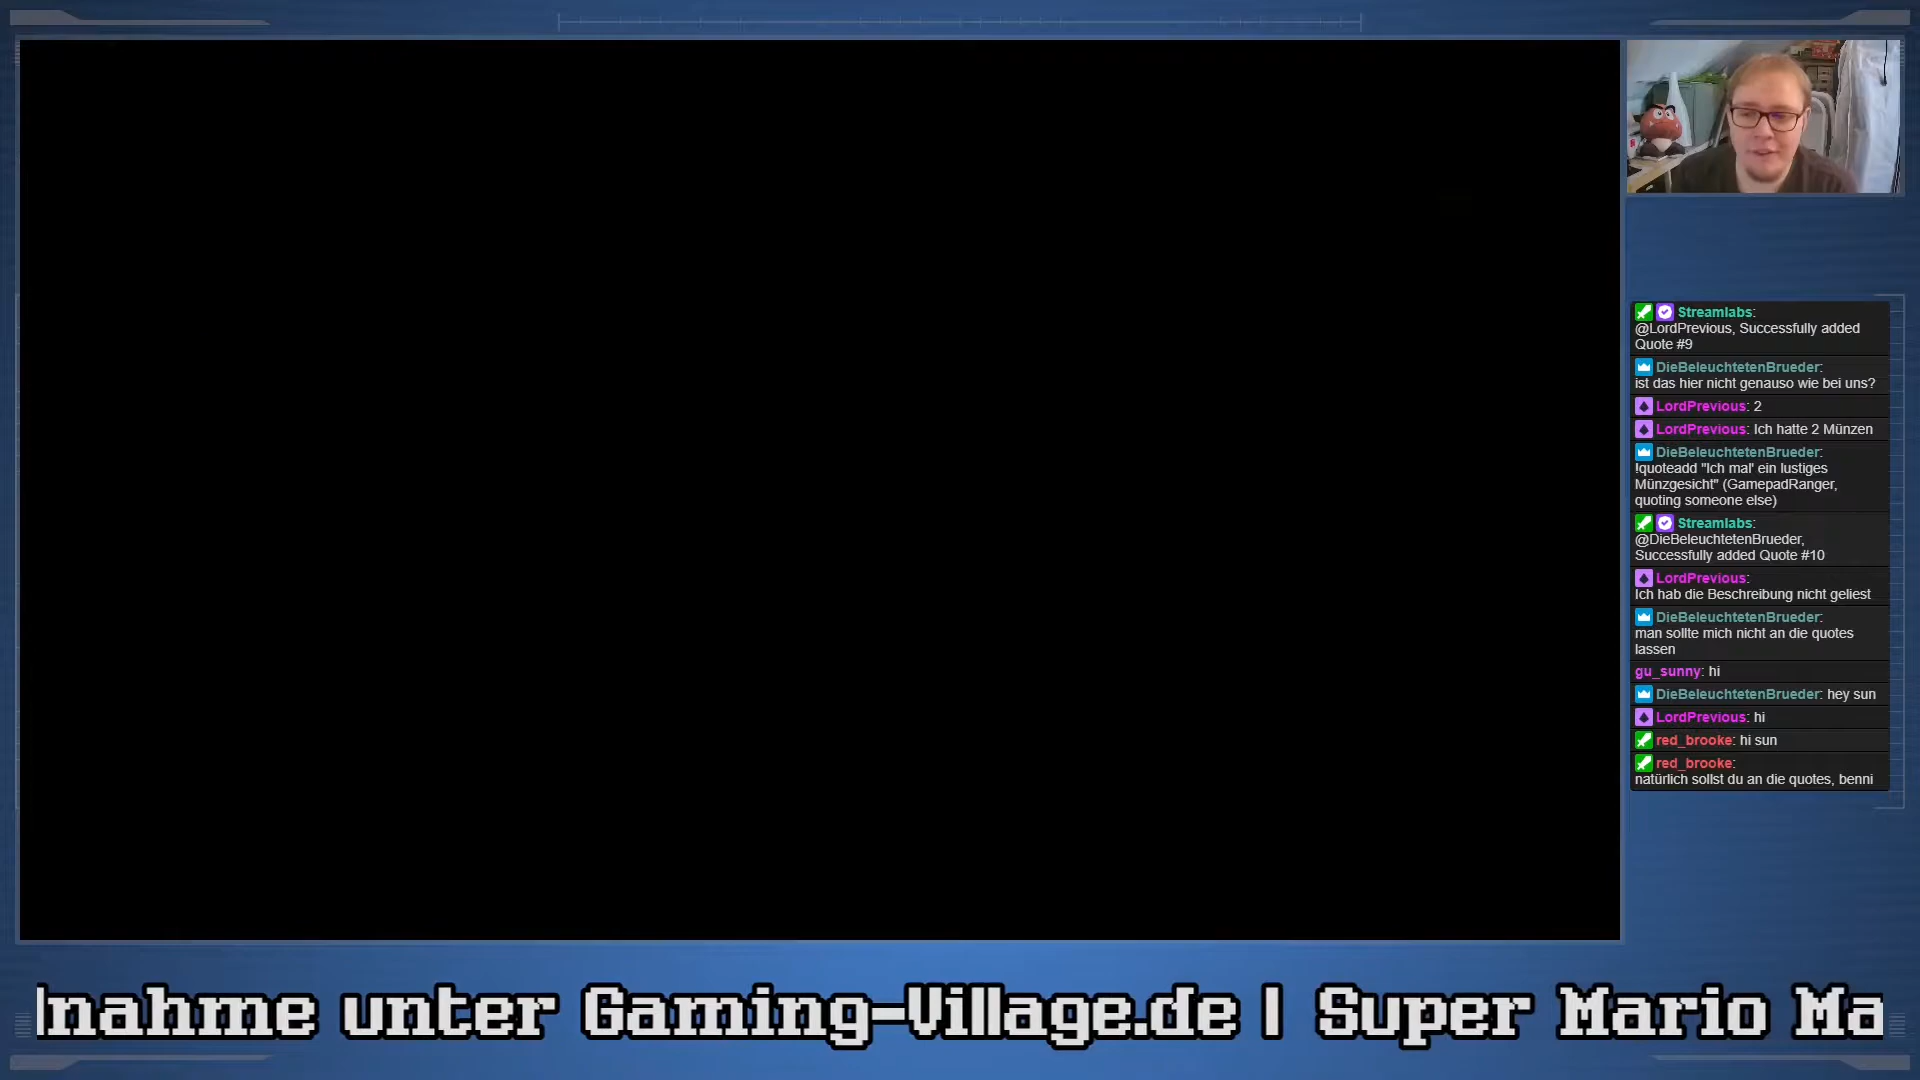 Streamlabs:
@LordPrevious, Successfully added
Quote #9
DieBeleuchtetenBrueder:
ist das hier nicht genauso wie bei uns?
LordPrevious: 2
LordPrevious: Ich hatte 2 Münzen
DieBeleuchtetenBrueder:
!quoteadd "Ich mal' ein lustiges
Münzgesicht" (GamepadRanger,
quoting someone else)
Streamlabs:
@DieBeleuchtetenBrueder,
Successfully added Quote #10
LordPrevious:
Ich hab die Beschreibung nicht geliest
DieBeleuchtetenBrueder:
man sollte mich nicht an die quotes
lassen
gu_sunny: hi
DieBeleuchtetenBrueder: hey sun
LordPrevious: hi
red_brooke: hi sun
red_brooke:
natürlich sollst du an die quotes, benni
lnahme unter Gaming-Village.de | Super Mario Ma